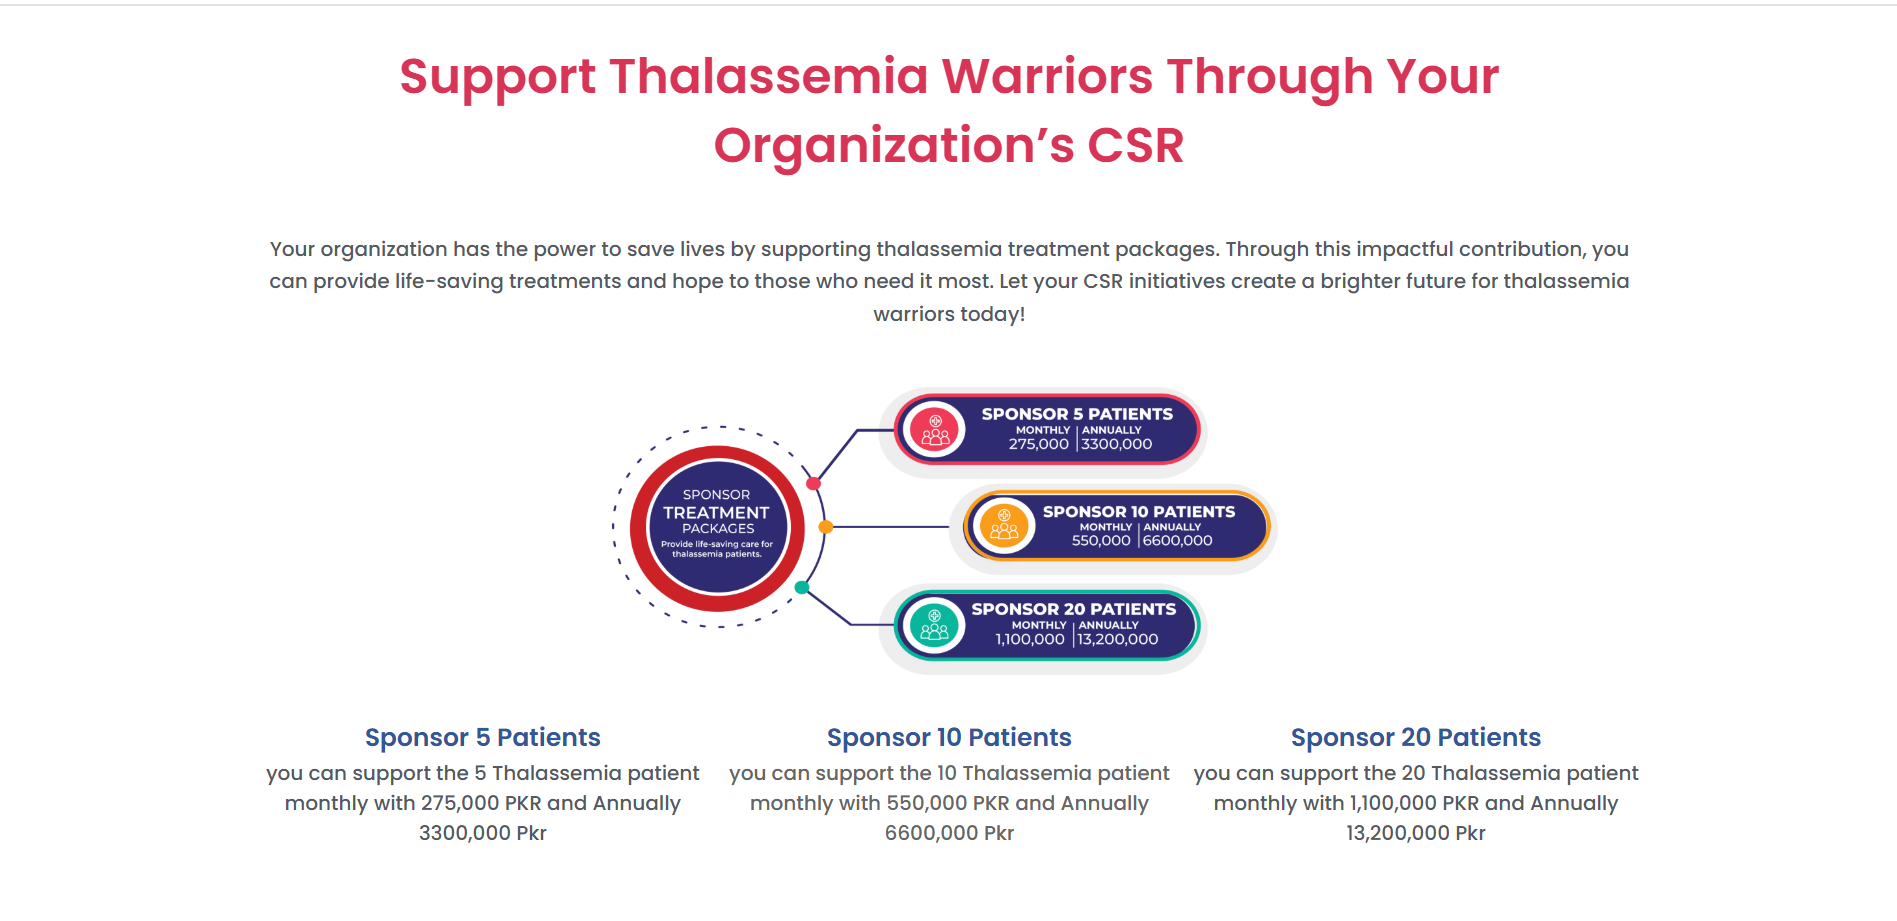 Support Thalassemia Warriors Through Your
Organization’s CSR
Your organization has the power to save lives by supporting thalassemia treatment packages. Through this impactful contribution, you
can provide life-saving treatments and hope to those who need it most. Let your CSR initiatives create a brighter future for thalassemia
warriors today!
SPONSOR
TREATMENT
PACKAGES
Provide life-saving care for
thalassemia patients.
SPONSOR 5 PATIENTS
MONTHLY | ANNUALLY
275,000 | 3300,000
SPONSOR 10 PATIENTS
MONTHLY | ANNUALLY
550,000 | 6600,000
SPONSOR 20 PATIENTS
MONTHLY | ANNUALLY
1,100,000 | 13,200,000
Sponsor 5 Patients
you can support the 5 Thalassemia patient
monthly with 275,000 PKR and Annually
3300,000 Pkr
Sponsor 10 Patients
you can support the 10 Thalassemia patient
monthly with 550,000 PKR and Annually
6600,000 Pkr
Sponsor 20 Patients
you can support the 20 Thalassemia patient
monthly with 1,100,000 PKR and Annually
13,200,000 Pkr